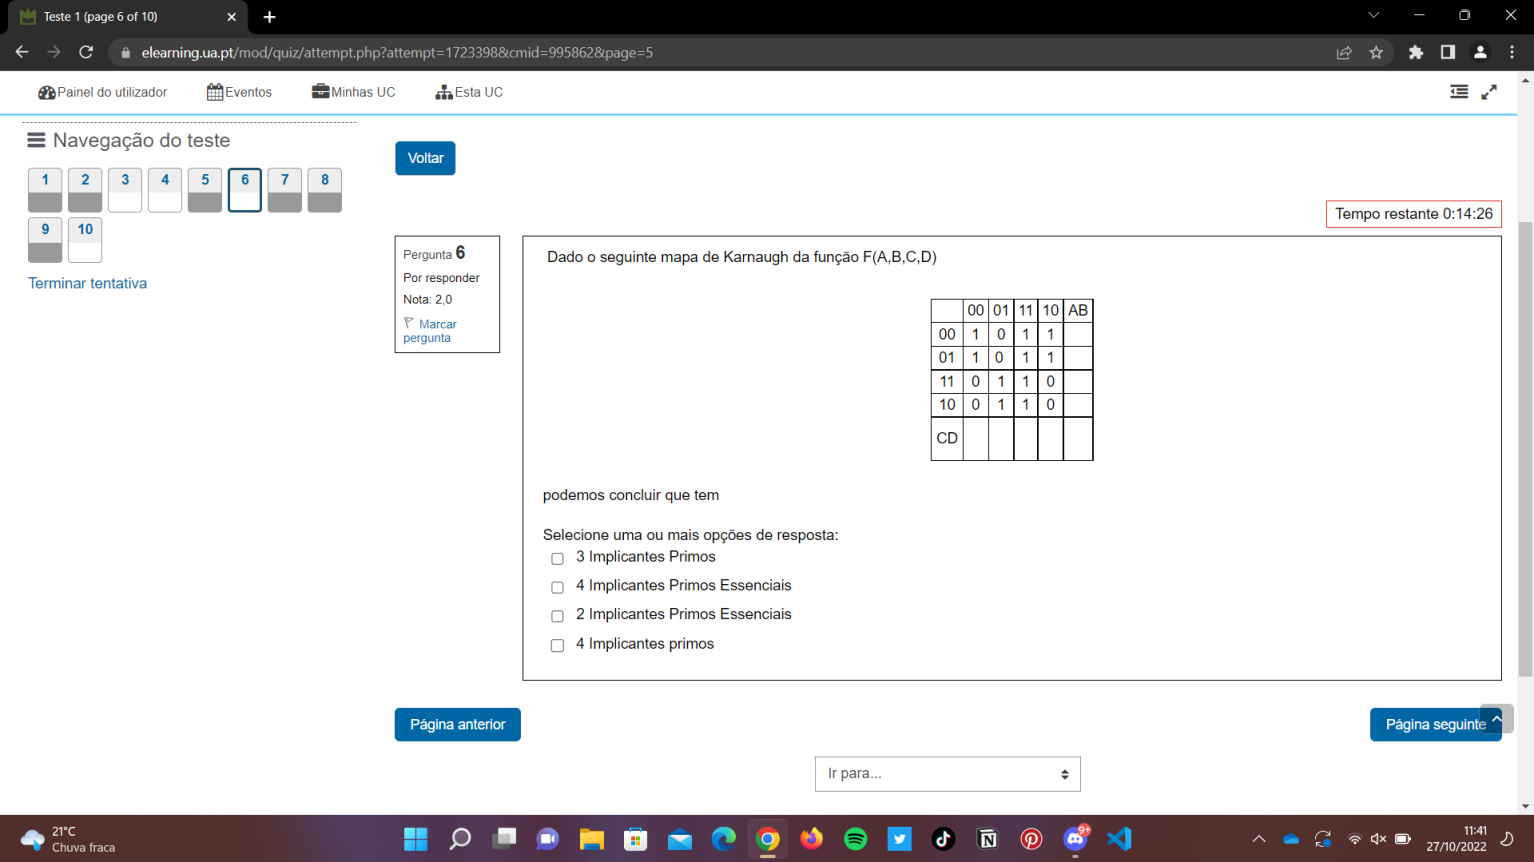 Teste 1 (page 6 of 10)
elearning.ua.pt/mod/quiz/attempt.php?attempt=1723398&cmid=995862&page=5
Painel do utilizador Eventos Minhas UC Esta UC
Navegação do teste
1 2 3 4 5 6 7 8
9 10
Terminar tentativa
Voltar
Tempo restante 0:14:26
Pergunta 6
Por responder
Nota: 2,0
Marcar
pergunta
Dado o seguinte mapa de Karnaugh da função F(A,B,C,D)
00 01 11 10 AB
00 1 0 1 1
01 1 0 1 1
11 0 1 1 0
10 0 1 1 0
CD
podemos concluir que tem
Selecione uma ou mais opções de resposta:
3 Implicantes Primos
4 Implicantes Primos Essenciais
2 Implicantes Primos Essenciais
4 Implicantes primos
Página anterior
Página seguinte
Ir para...
21°C
Chuva fraca
9+
11:41
27/10/2022